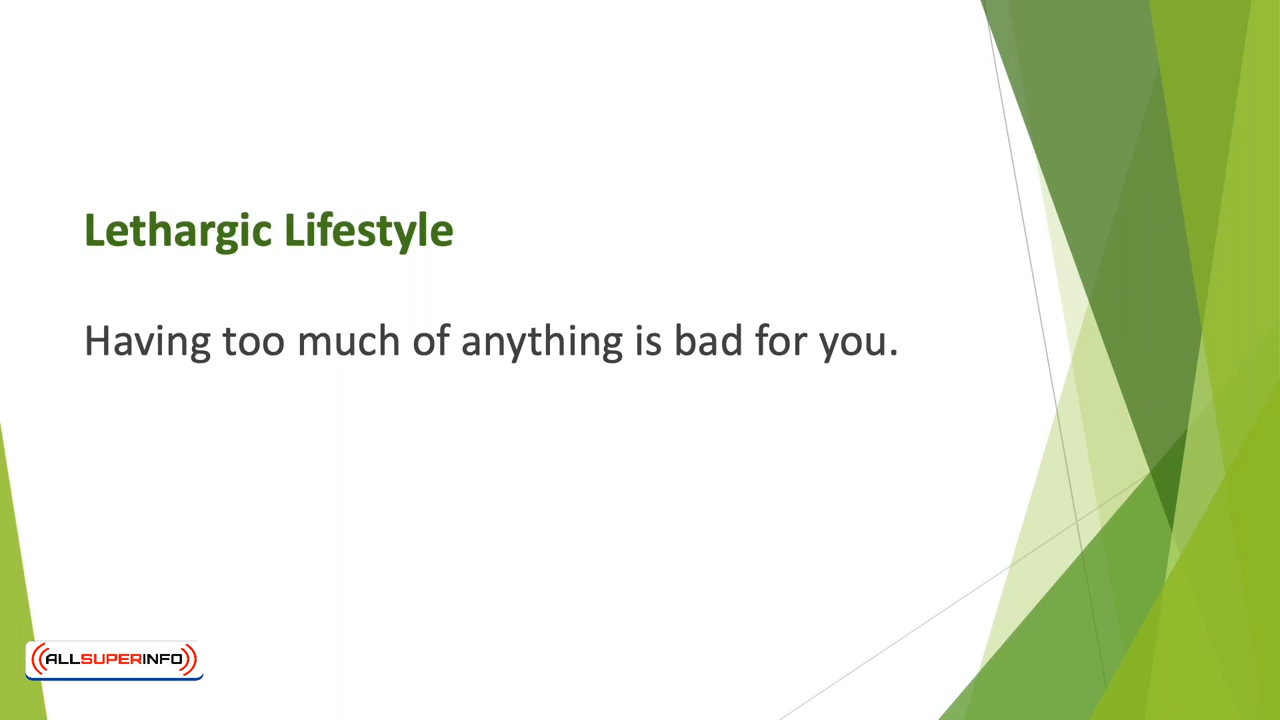 Lethargic Lifestyle
Having too much of anything is bad for you.
ALLSUPERINFO